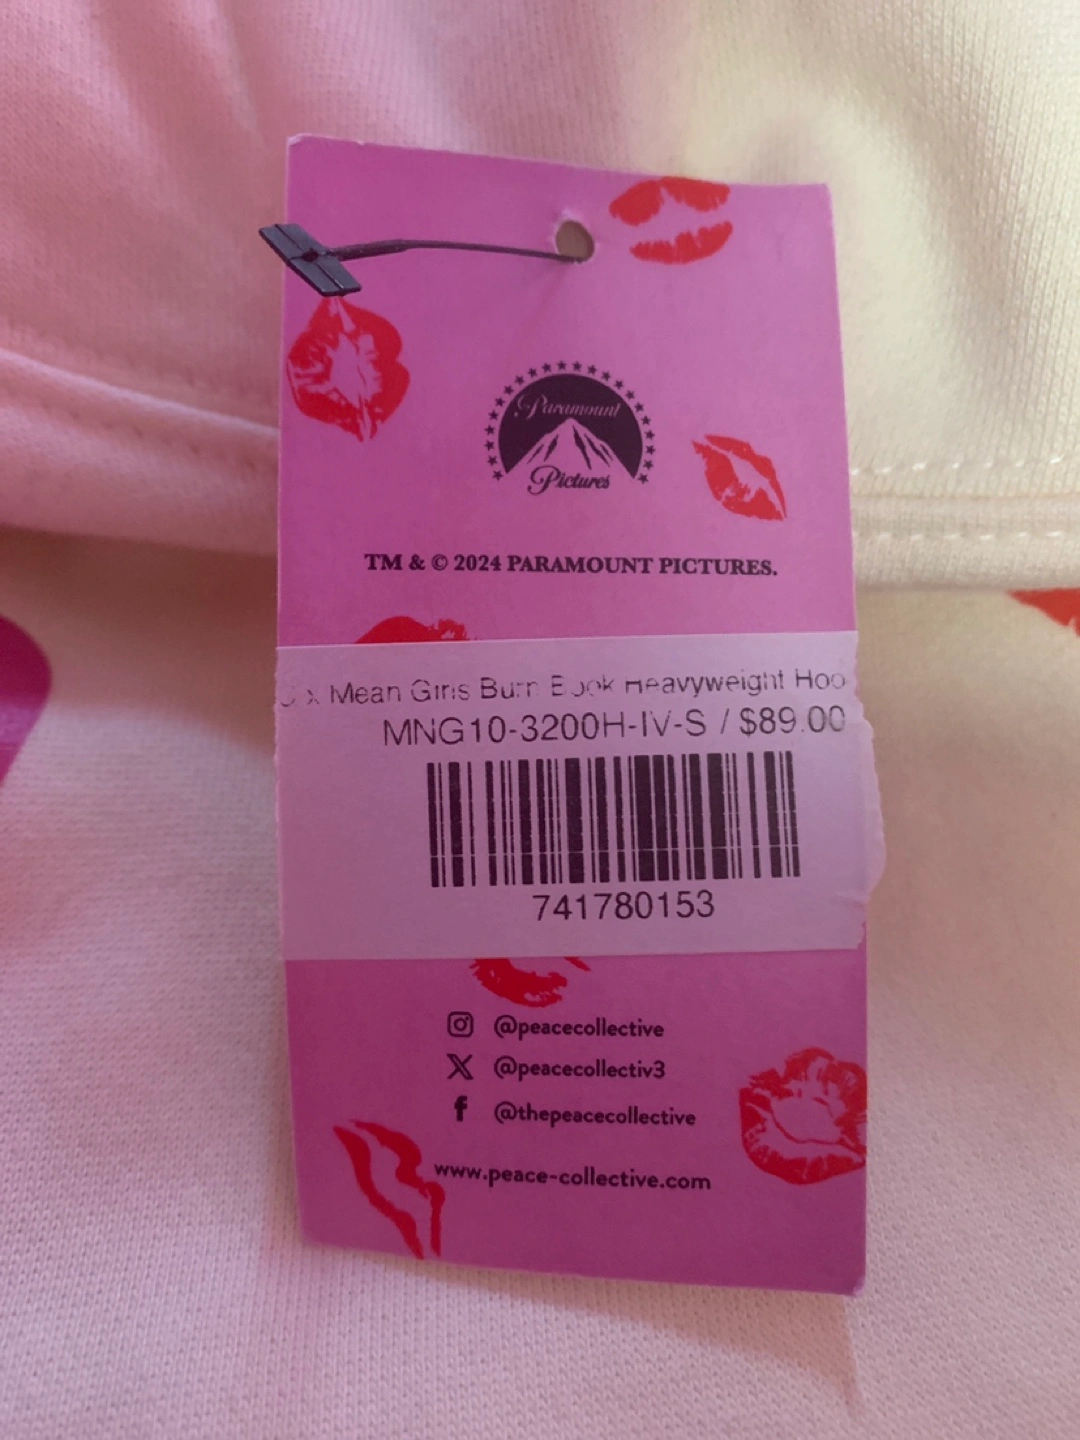 Paramount
Pictures
TM & © 2024 PARAMOUNT PICTURES.
x Mean Girls Burn Book Heavyweight Hoo
MNG10-3200H-IV-S / $89.00
741780153
@peacecollective
@peacecollectiv3
@thepeacecollective
www.peace-collective.com